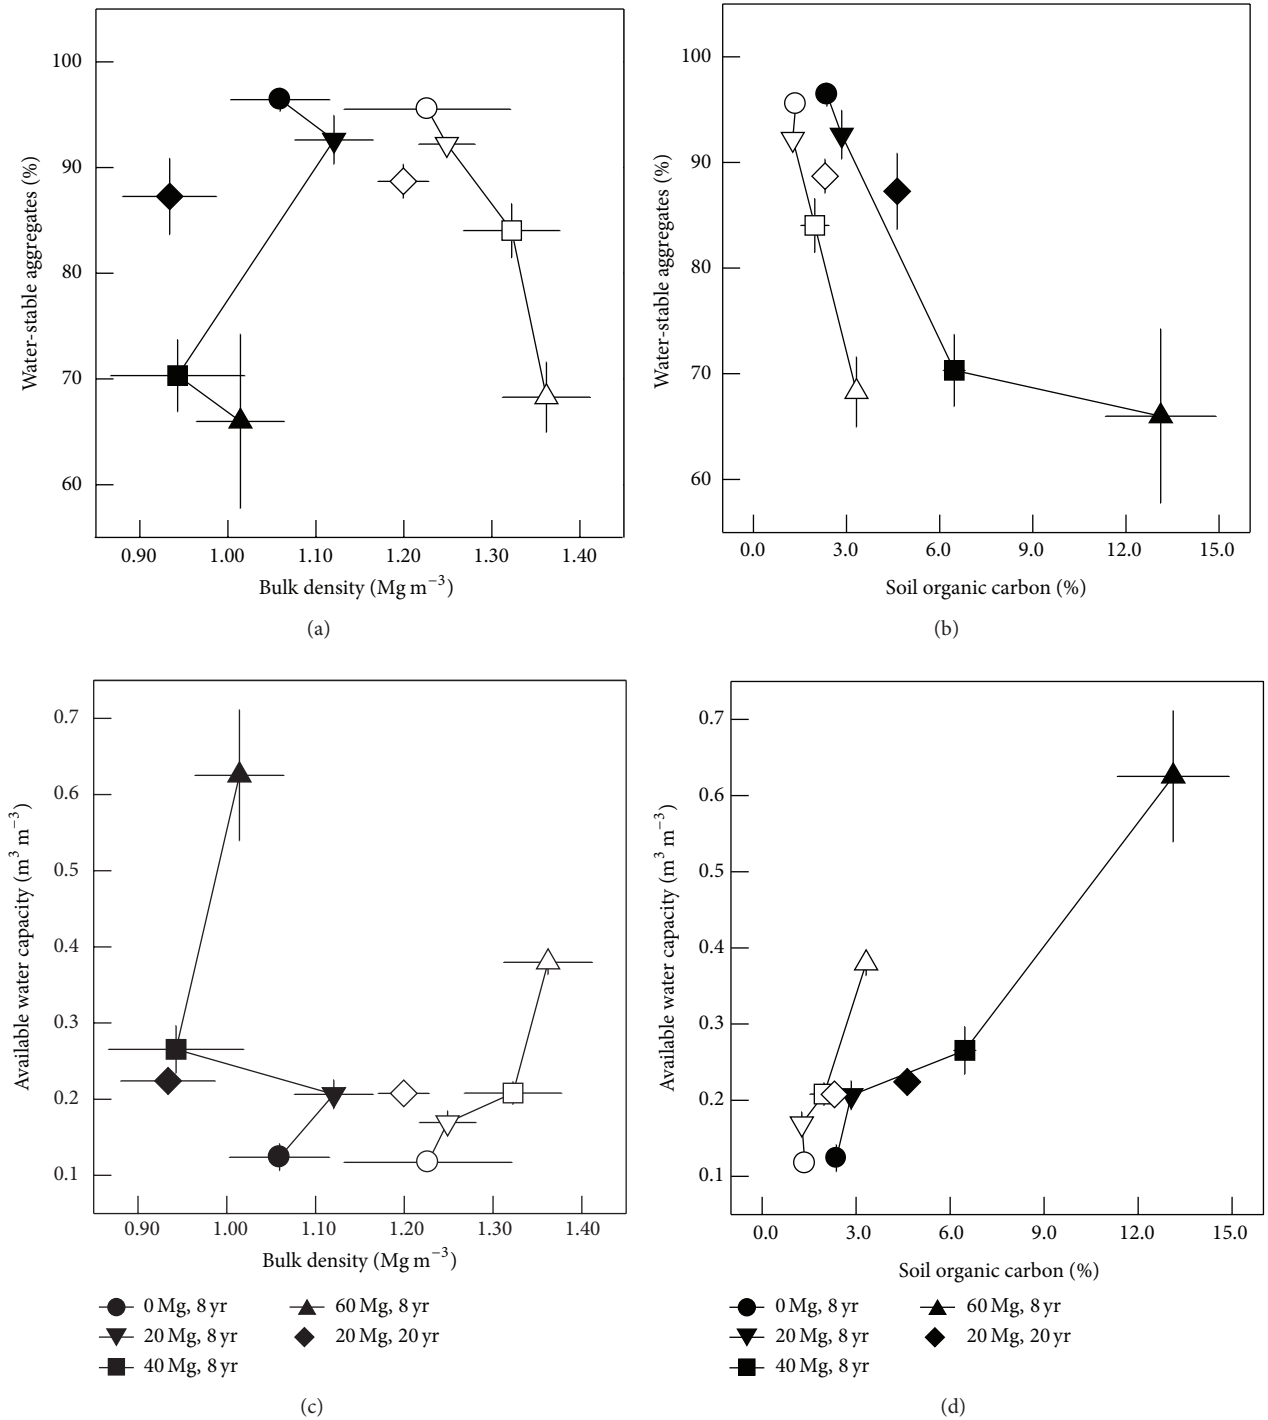 100
90
80
70
60
Water-stable aggregates (%)
0.90 1.00 1.10 1.20 1.30 1.40
Bulk density (Mg m−3)
(a)
100
90
80
70
60
Water-stable aggregates (%)
0.0 3.0 6.0 9.0 12.0 15.0
Soil organic carbon (%)
(b)
0.7
0.6
0.5
0.4
0.3
0.2
0.1
Available water capacity (m3 m−3)
0.90 1.00 1.10 1.20 1.30 1.40
Bulk density (Mg m−3)
0 Mg, 8 yr
20 Mg, 8 yr
40 Mg, 8 yr
60 Mg, 8 yr
20 Mg, 20 yr
(c)
0.7
0.6
0.5
0.4
0.3
0.2
0.1
Available water capacity (m3 m−3)
0.0 3.0 6.0 9.0 12.0 15.0
Soil organic carbon (%)
0 Mg, 8 yr
20 Mg, 8 yr
40 Mg, 8 yr
60 Mg, 8 yr
20 Mg, 20 yr
(d)